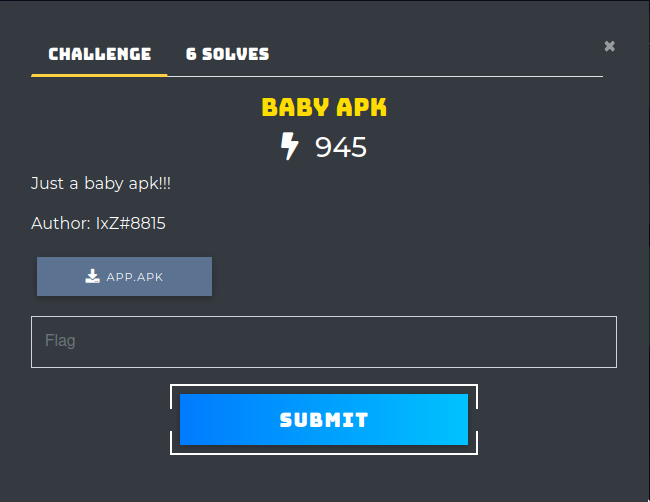 CHALLENGE 6 SOLVES ×
BABY APK
945
Just a baby apk!!!
Author: IxZ#8815
APP.APK
Flag
SUBMIT